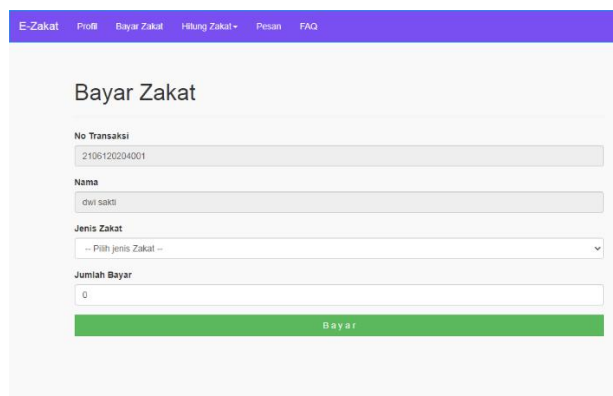 E-Zakat Profil Bayar Zakat Hitung Zakat Pesan FAQ
Bayar Zakat
No Transaksi
2106120204001
Nama
dwi sakti
Jenis Zakat
-- Pilih jenis Zakat --
Jumlah Bayar
0
Bayar